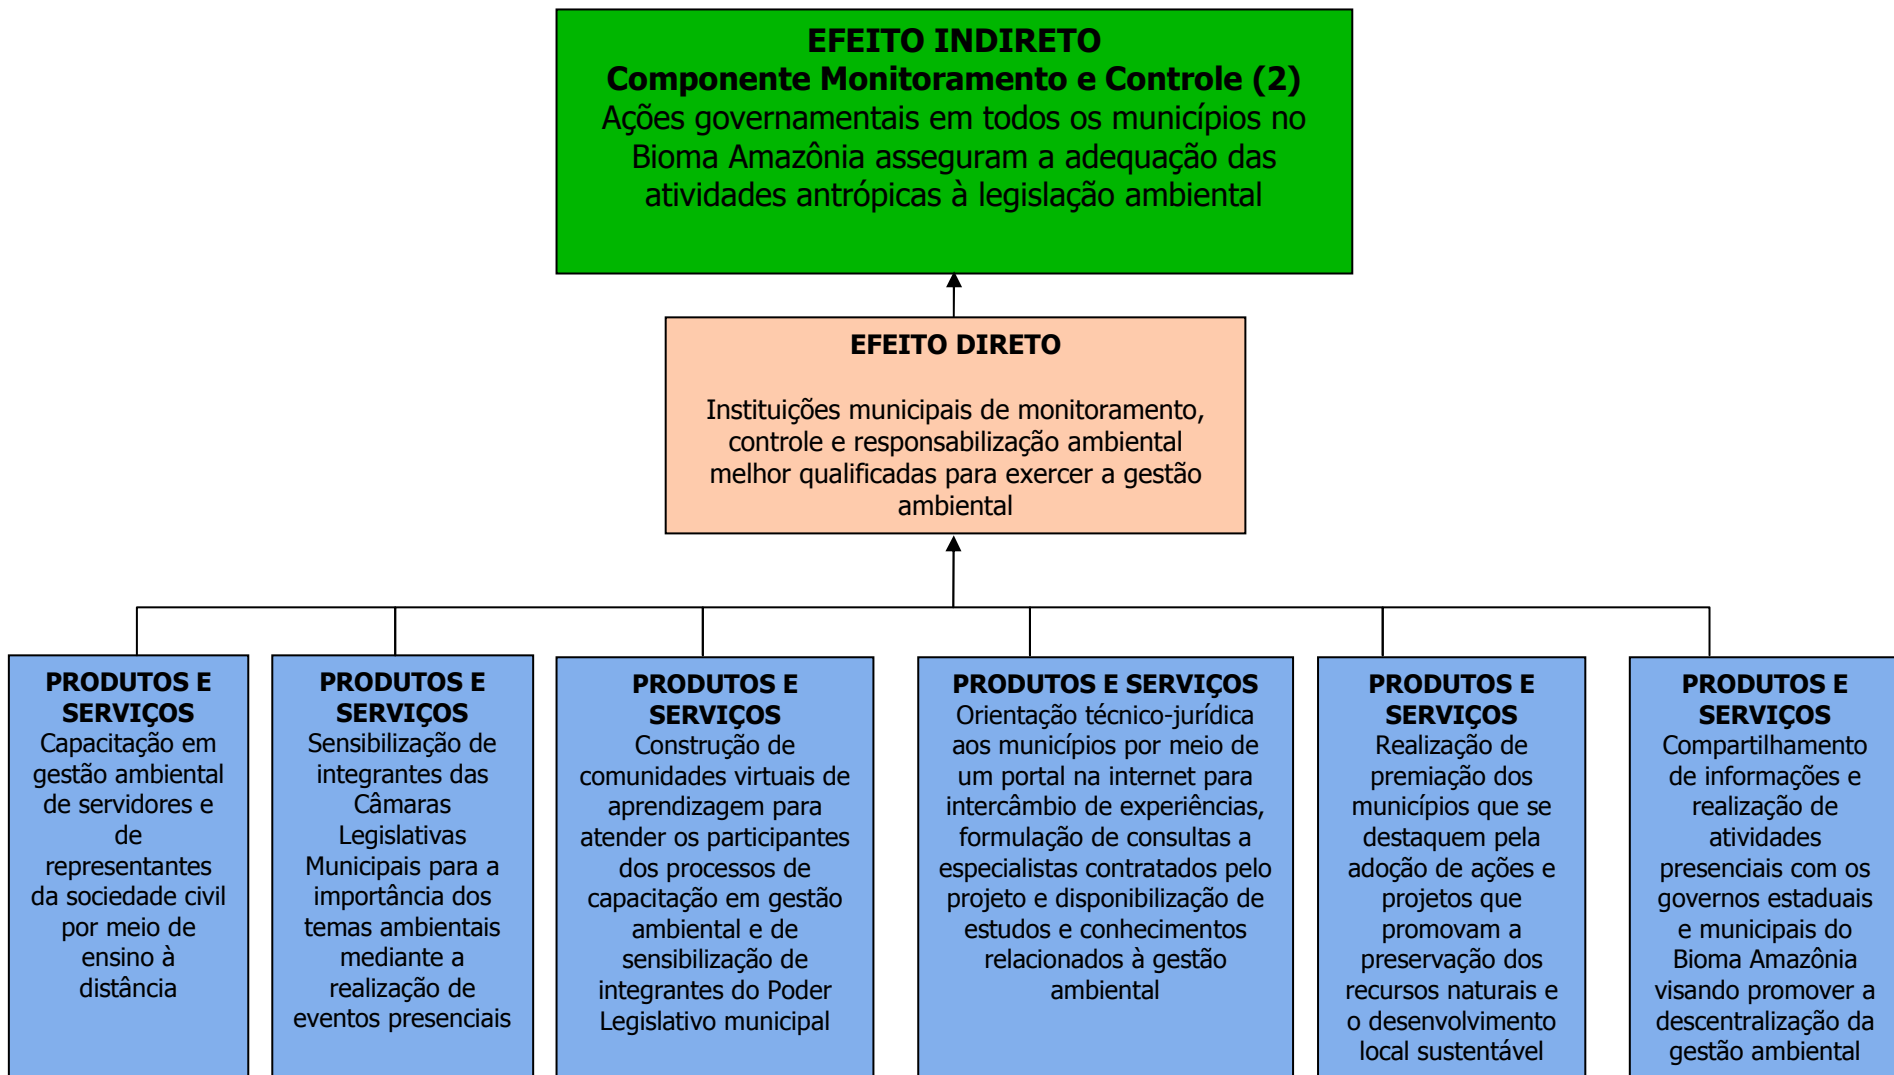 EFEITO INDIRETO
Componente Monitoramento e Controle (2)
Ações governamentais em todos os municípios no
Bioma Amazônia asseguram a adequação das
atividades antrópicas à legislação ambiental
EFEITO DIRETO
Instituições municipais de monitoramento,
controle e responsabilização ambiental
melhor qualificadas para exercer a gestão
ambiental
PRODUTOS E
SERVIÇOS
Capacitação em
gestão ambiental
de servidores e
de
representantes
da sociedade civil
por meio de
ensino à
distância
PRODUTOS E
SERVIÇOS
Sensibilização de
integrantes das
Câmaras
Legislativas
Municipais para a
importância dos
temas ambientais
mediante a
realização de
eventos presenciais
PRODUTOS E
SERVIÇOS
Construção de
comunidades virtuais de
aprendizagem para
atender os participantes
dos processos de
capacitação em gestão
ambiental e de
sensibilização de
integrantes do Poder
Legislativo municipal
PRODUTOS E SERVIÇOS
Orientação técnico-jurídica
aos municípios por meio de
um portal na internet para
intercâmbio de experiências,
formulação de consultas a
especialistas contratados pelo
projeto e disponibilização de
estudos e conhecimentos
relacionados à gestão
ambiental
PRODUTOS E
SERVIÇOS
Realização de
premiação dos
municípios que se
destaquem pela
adoção de ações e
projetos que
promovam a
preservação dos
recursos naturais e
o desenvolvimento
local sustentável
PRODUTOS E
SERVIÇOS
Compartilhamento
de informações e
realização de
atividades
presenciais com os
governos estaduais
e municipais do
Bioma Amazônia
visando promover a
descentralização da
gestão ambiental